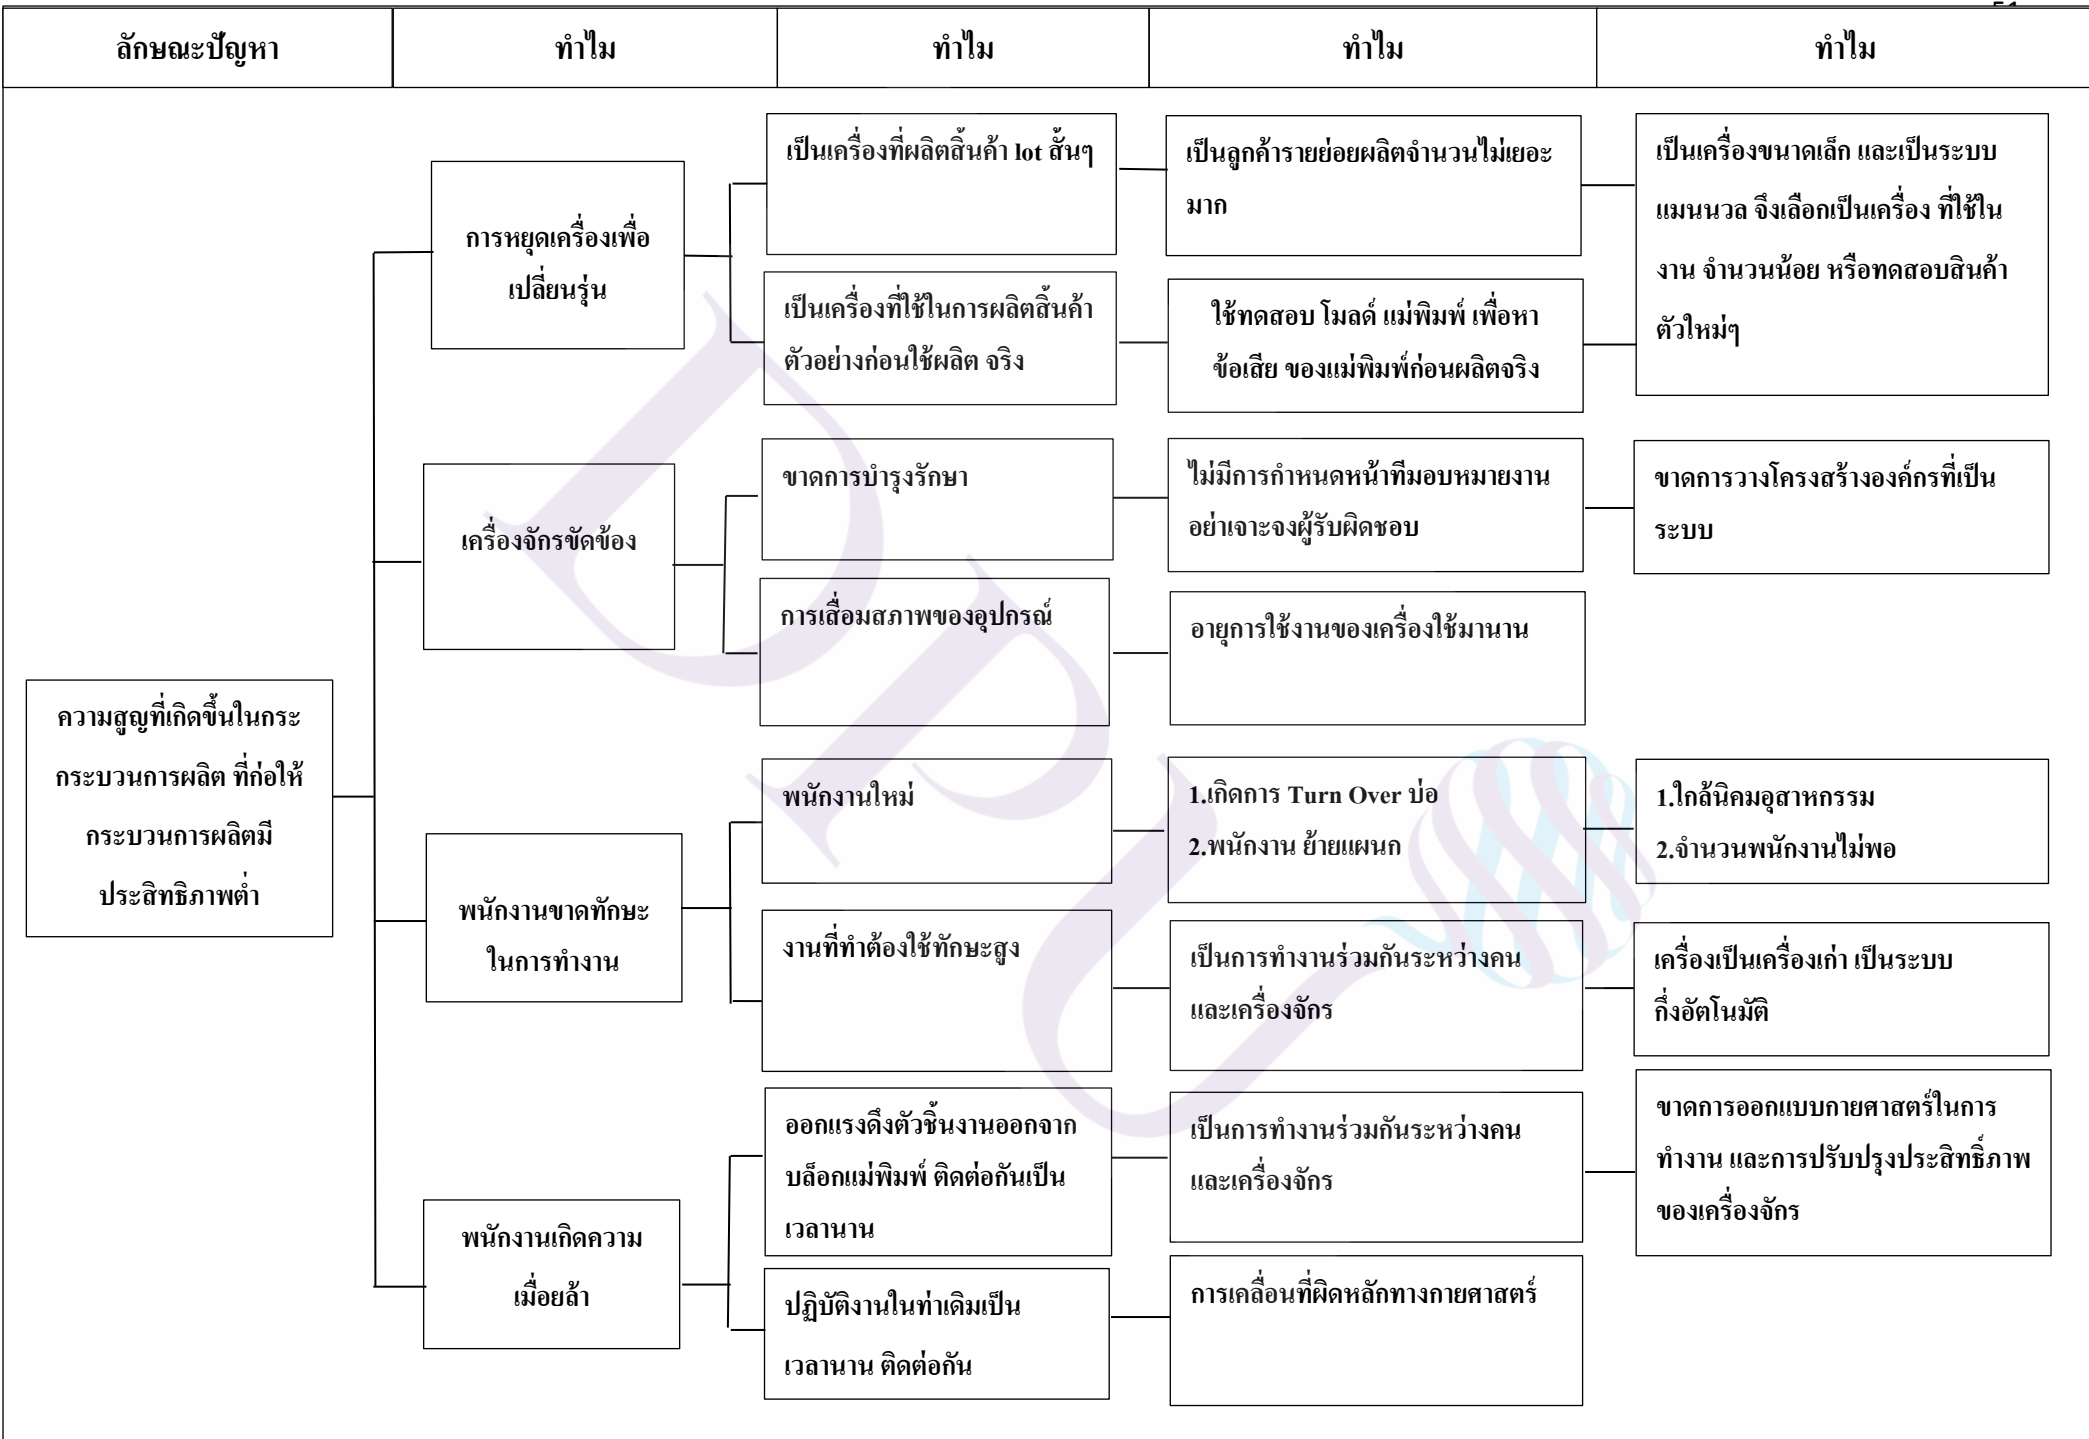 ลักษณะปัญหา
ทำไม
ทำไม
ทำไม
ทำไม
ความสูญที่เกิดขึ้นในกระ
กระบวนการผลิต ที่ก่อให้
กระบวนการผลิตมี
ประสิทธิภาพต่ำ
การหยุดเครื่องเพื่อ
เปลี่ยนรุ่น
เป็นเครื่องที่ผลิตสิ้นค้า lot สั้นๆ
เป็นลูกค้ารายย่อยผลิตจำนวนไม่เยอะ
มาก
เป็นเครื่องขนาดเล็ก และเป็นระบบ
แมนนวล จึงเลือกเป็นเครื่อง ที่ใช้ใน
งาน จำนวนน้อย หรือทดสอบสินค้า
ตัวใหม่ๆ
เป็นเครื่องที่ใช้ในการผลิตสิ้นค้า
ตัวอย่างก่อนใช้ผลิต จริง
ใช้ทดสอบ โมลด์ แม่พิมพ์ เพื่อหา
ข้อเสีย ของแม่พิมพ์ก่อนผลิตจริง
เครื่องจักรขัดข้อง
ขาดการบำรุงรักษา
ไม่มีการกำหนดหน้าทีมอบหมายงาน
อย่าเจาะจงผู้รับผิดชอบ
ขาดการวางโครงสร้างองค์กรที่เป็น
ระบบ
การเสื่อมสภาพของอุปกรณ์
อายุการใช้งานของเครื่องใช้มานาน
พนักงานขาดทักษะ
ในการทำงาน
พนักงานใหม่
1.เกิดการ Turn Over บ่อ
2.พนักงาน ย้ายแผนก
1.ใกล้นิคมอุสาหกรรม
2.จำนวนพนักงานไม่พอ
งานที่ทำต้องใช้ทักษะสูง
เป็นการทำงานร่วมกันระหว่างคน
และเครื่องจักร
เครื่องเป็นเครื่องเก่า เป็นระบบ
กึ่งอัตโนมัติ
พนักงานเกิดความ
เมื่อยล้า
ออกแรงดึงตัวชิ้นงานออกจาก
บล็อกแม่พิมพ์ ติดต่อกันเป็น
เวลานาน
เป็นการทำงานร่วมกันระหว่างคน
และเครื่องจักร
ขาดการออกแบบกายศาสตร์ในการ
ทำงาน และการปรับปรุงประสิทธิ์ภาพ
ของเครื่องจักร
ปฏิบัติงานในท่าเดิมเป็น
เวลานาน ติดต่อกัน
การเคลื่อนที่ผิดหลักทางกายศาสตร์
DPU